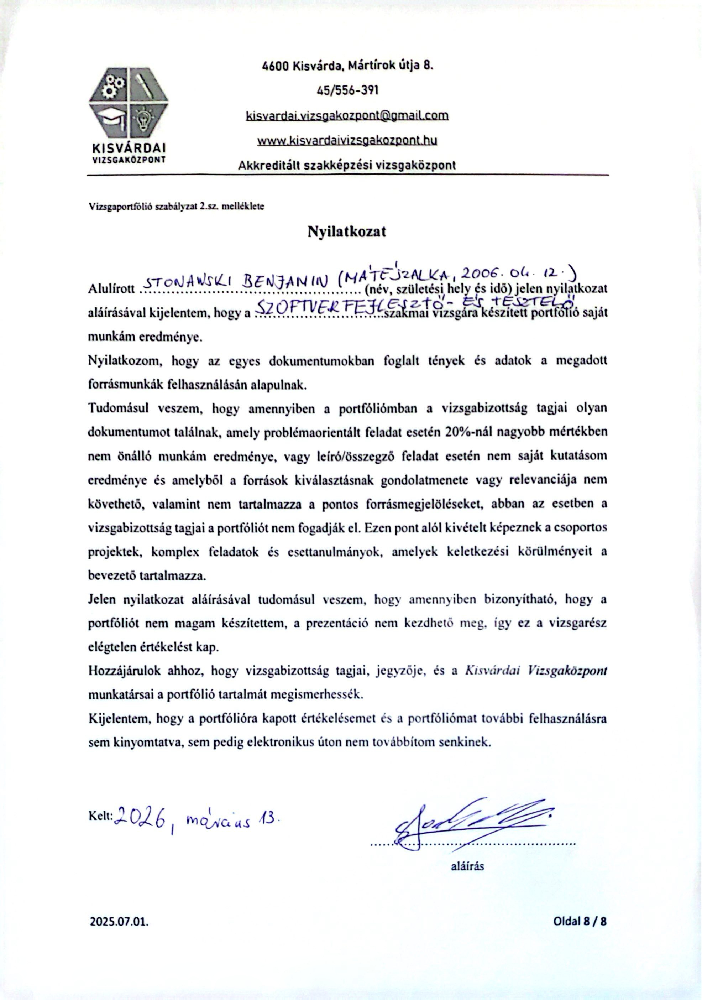 4600 Kisvárda, Mártírok útja 8.
45/556-391
kisvardai.vizsgakozpont@gmail.com
www.kisvardaivizsgakozpont.hu
Akkreditált szakképzési vizsgaközpont
KISVÁRDAI
VIZSGAKÖZPONT
Vizsgaportfólió szabályzat 2.sz. melléklete
Nyilatkozat
Alulírott STONAWSKI BENJAMIN (MÁTÉSZALKA, 2006. 04. 12.) (név, születési hely és idő) jelen nyilatkozat
aláírásával kijelentem, hogy a SZOFTVERFEJLESZTŐ- ÉS TESZTELŐ szakmai vizsgára készített portfólió saját
munkám eredménye.
Nyilatkozom, hogy az egyes dokumentumokban foglalt tények és adatok a megadott
forrásmunkák felhasználásán alapulnak.
Tudomásul veszem, hogy amennyiben a portfóliómban a vizsgabizottság tagjai olyan
dokumentumot találnak, amely problémaorientált feladat esetén 20%-nál nagyobb mértékben
nem önálló munkám eredménye, vagy leíró/összegző feladat esetén nem saját kutatásom
eredménye és amelyből a források kiválasztásnak gondolatmenete vagy relevanciája nem
követhető, valamint nem tartalmazza a pontos forrásmegjelöléseket, abban az esetben a
vizsgabizottság tagjai a portfóliót nem fogadják el. Ezen pont alól kivételt képeznek a csoportos
projektek, komplex feladatok és esettanulmányok, amelyek keletkezési körülményeit a
bevezető tartalmazza.
Jelen nyilatkozat aláírásával tudomásul veszem, hogy amennyiben bizonyítható, hogy a
portfóliót nem magam készítettem, a prezentáció nem kezdhető meg, így ez a vizsgarész
elégtelen értékelést kap.
Hozzájárulok ahhoz, hogy vizsgabizottság tagjai, jegyzője, és a Kisvárdai Vizsgaközpont
munkatársai a portfólió tartalmát megismerhessék.
Kijelentem, hogy a portfólióra kapott értékelésemet és a portfóliómat további felhasználásra
sem kinyomtatva, sem pedig elektronikus úton nem továbbítom senkinek.
Kelt: 2026, március 13.
aláírás
2025.07.01.
Oldal 8 / 8